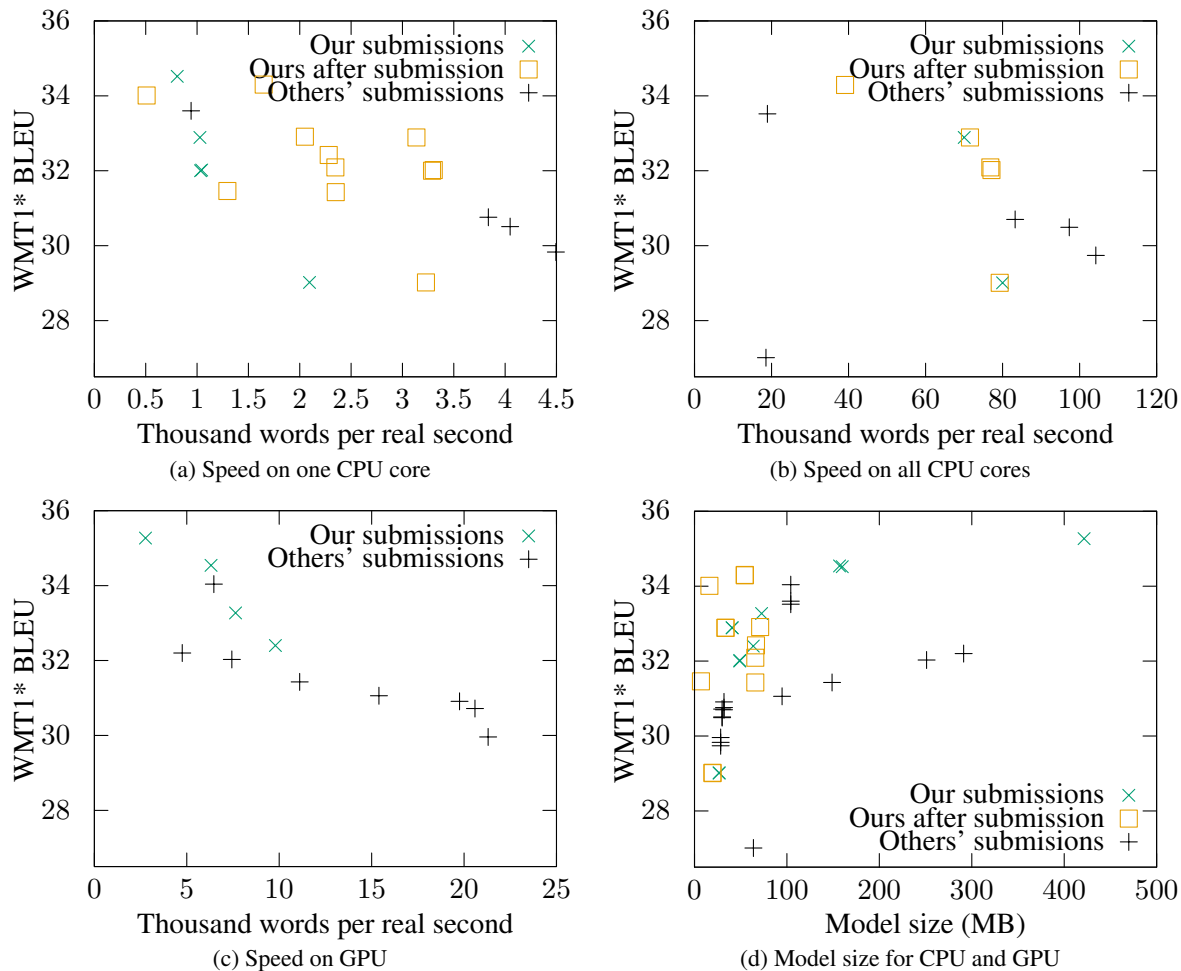 36
34
32
30
28
WMT1* BLEU
Our submissions
Ours after submission
Others' submissions
0 0.5 1 1.5 2 2.5 3 3.5 4 4.5
Thousand words per real second
(a) Speed on one CPU core
36
34
32
30
28
WMT1* BLEU
Our submissions
Ours after submission
Others' submissions
0 20 40 60 80 100 120
Thousand words per real second
(b) Speed on all CPU cores
36
34
32
30
28
WMT1* BLEU
Our submissions
Others' submissions
0 5 10 15 20 25
Thousand words per real second
(c) Speed on GPU
36
34
32
30
28
WMT1* BLEU
Our submissions
Ours after submission
Others' submissions
0 100 200 300 400 500
Model size (MB)
(d) Model size for CPU and GPU